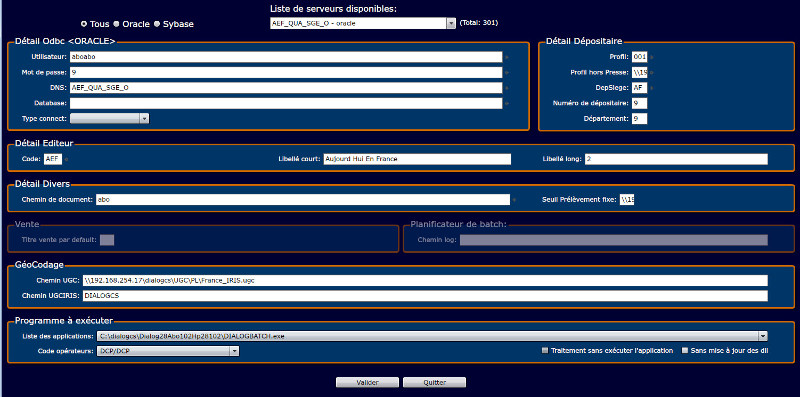 Liste de serveurs disponibles:
Tous Oracle Sybase AEF_QUA_SGE_O - oracle (Total: 301)
Détail Odbc <ORACLE> Détail Dépositaire
Utilisateur: aboabo Profil: 001
Mot de passe: 9 Profil hors Presse: \\19
DNS: AEF_QUA_SGE_O DepSiege: AF
Database: Numéro de dépositaire: 9
Type connect: Département: 9
Détail Editeur
Code: AEF Libellé court: Aujourd Hui En France Libellé long: 2
Détail Divers
Chemin de document: abo Seuil Prélèvement fixe: \\19
Vente Planificateur de batch:
Titre vente par default: Chemin log:
GéoCodage
Chemin UGC: \\192.168.254.17\dialogcs\UGC\PL\France_IRIS.ugc
Chemin UGCIRIS: DIALOGCS
Programme à exécuter
Liste des applications: C:\dialogcs\Dialog28Abo102Hp28102\DIALOGBATCH.exe
Code opérateurs: DCP/DCP Traitement sans exécuter l'application Sans mise à jour des dll
Valider Quitter